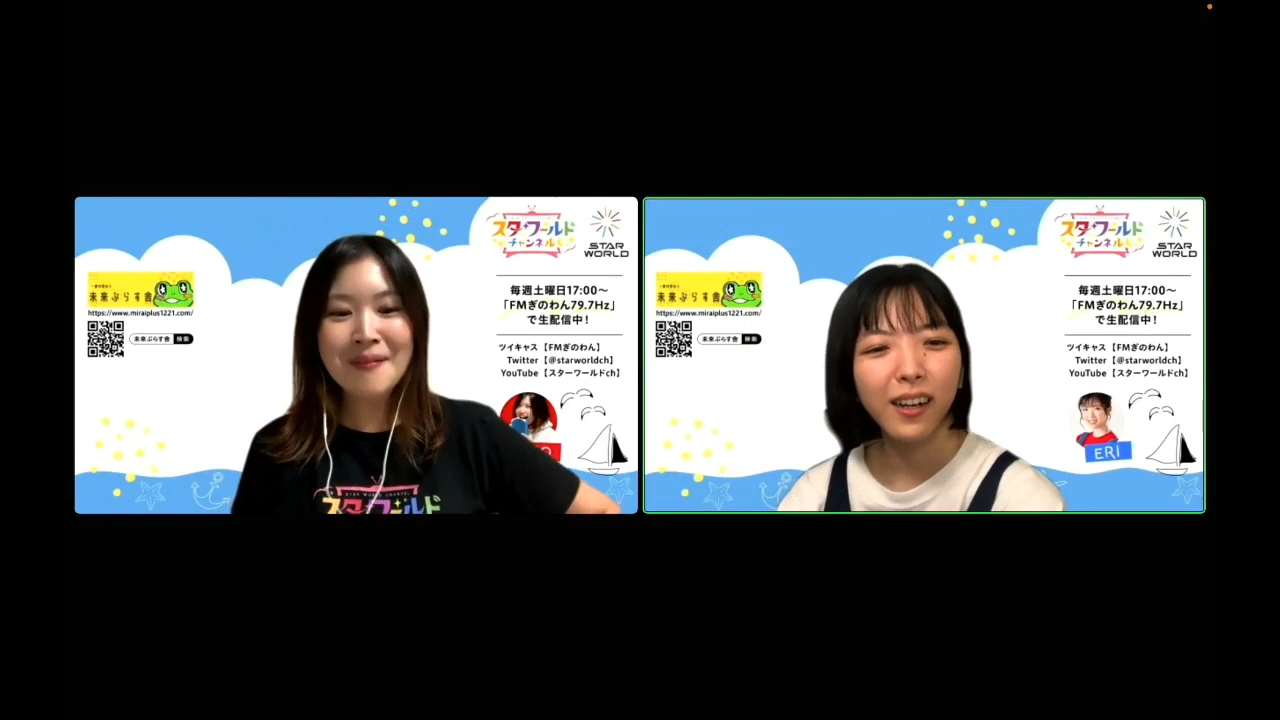 スターワールド
チャンネル
STAR
WORLD
未来ぷらす舎
https://www.miraiplus1221.com/
未来ぷらす舎 検索
毎週土曜日17:00～
「FMぎのわん79.7Hz」
で生配信中！
ツイキャス【FMぎのわん】
Twitter【@starworldch】
YouTube【スターワールドch】
STAR WORLD CHANNEL
スターワールド
スターワールド
チャンネル
STAR
WORLD
未来ぷらす舎
https://www.miraiplus1221.com/
未来ぷらす舎 検索
毎週土曜日17:00～
「FMぎのわん79.7Hz」
で生配信中！
ツイキャス【FMぎのわん】
Twitter【@starworldch】
YouTube【スターワールドch】
ERI